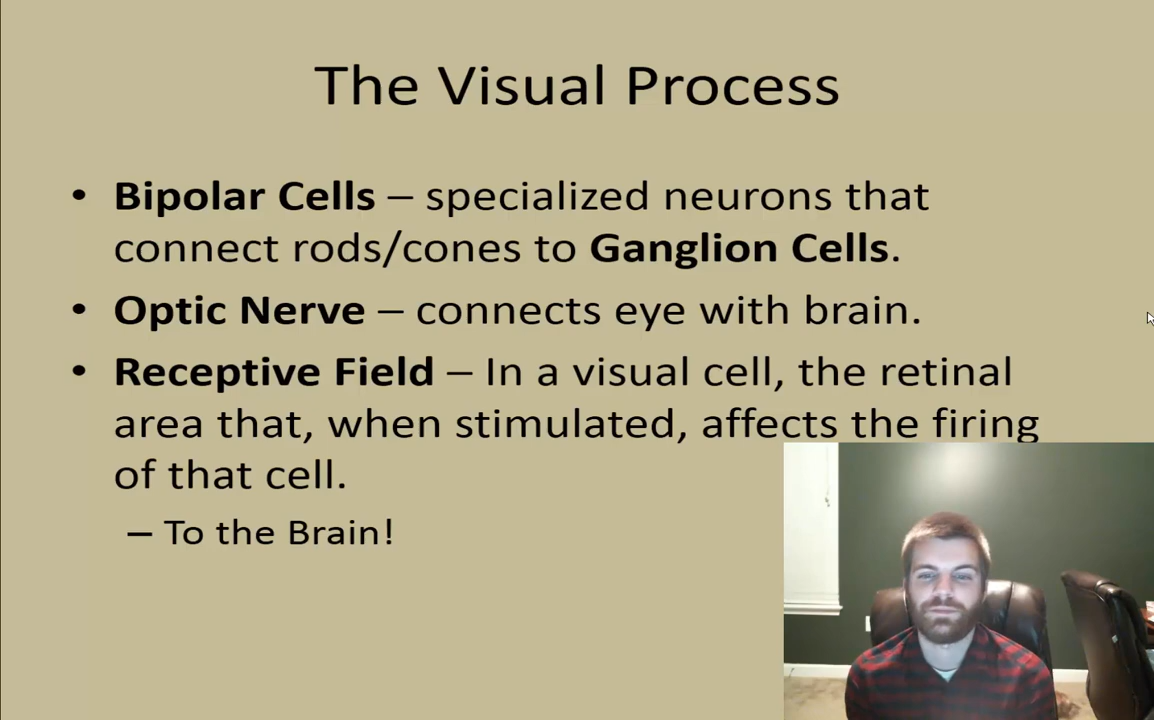 The Visual Process
• Bipolar Cells – specialized neurons that
connect rods/cones to Ganglion Cells.
• Optic Nerve – connects eye with brain.
• Receptive Field – In a visual cell, the retinal
area that, when stimulated, affects the firing
of that cell.
– To the Brain!